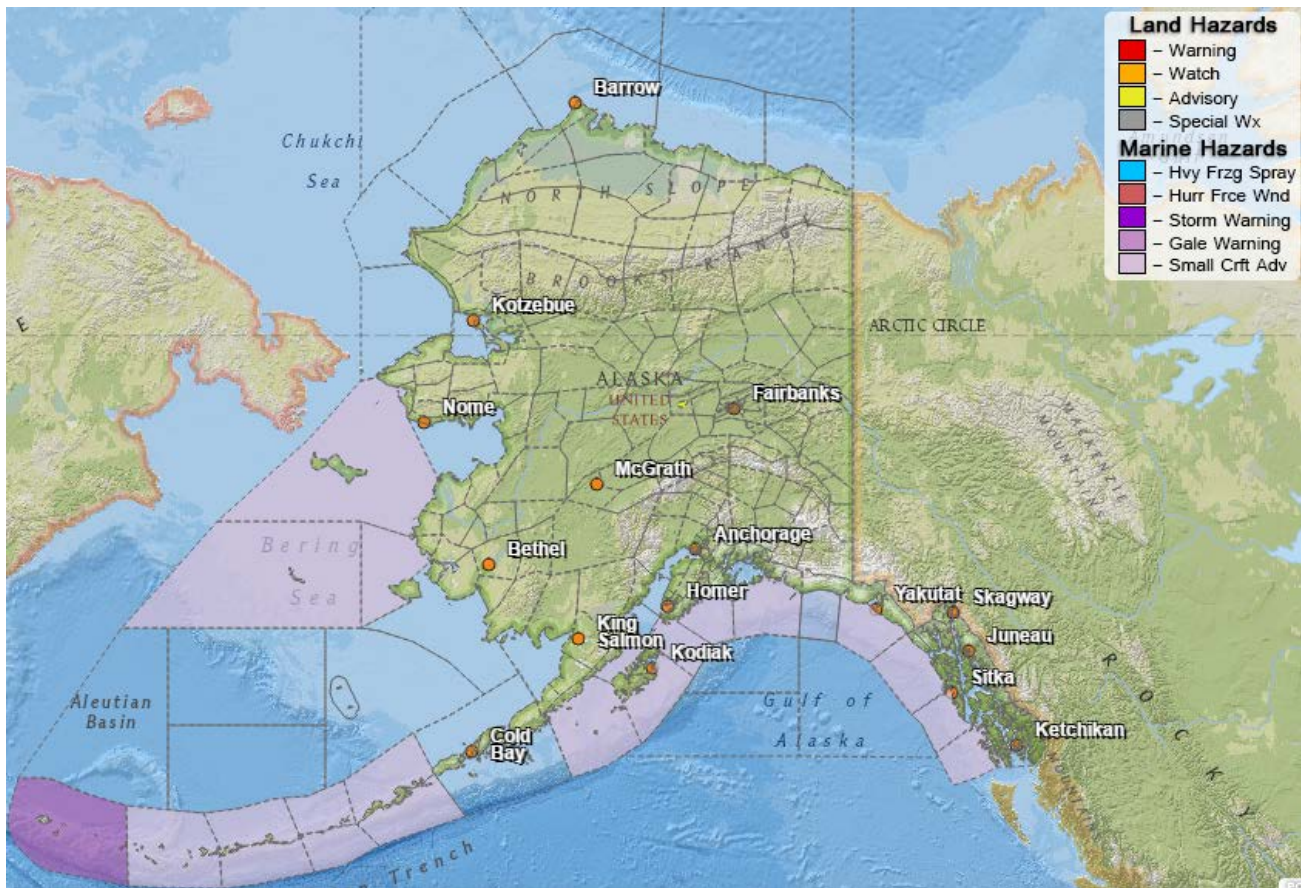 Land Hazards
– Warning
– Watch
– Advisory
– Special Wx
Marine Hazards
– Hvy Frzg Spray
– Hurr Frce Wnd
– Storm Warning
– Gale Warning
– Small Crft Adv
Barrow
Chukchi
Sea
NORTH SLOPE
BROOKS RANGE
Kotzebue
ARCTIC CIRCLE
E
ALASKA
UNITED
STATES
Fairbanks
Nome
MACKENZIE
MOUNTAINS
McGrath
Anchorage
Bering
Sea
Bethel
Homer
Yakutat
Skagway
King
Salmon
Juneau
Kodiak
Sitka
Aleutian
Basin
Gulf of
Alaska
Ketchikan
Cold
Bay
ROCKY
Trench